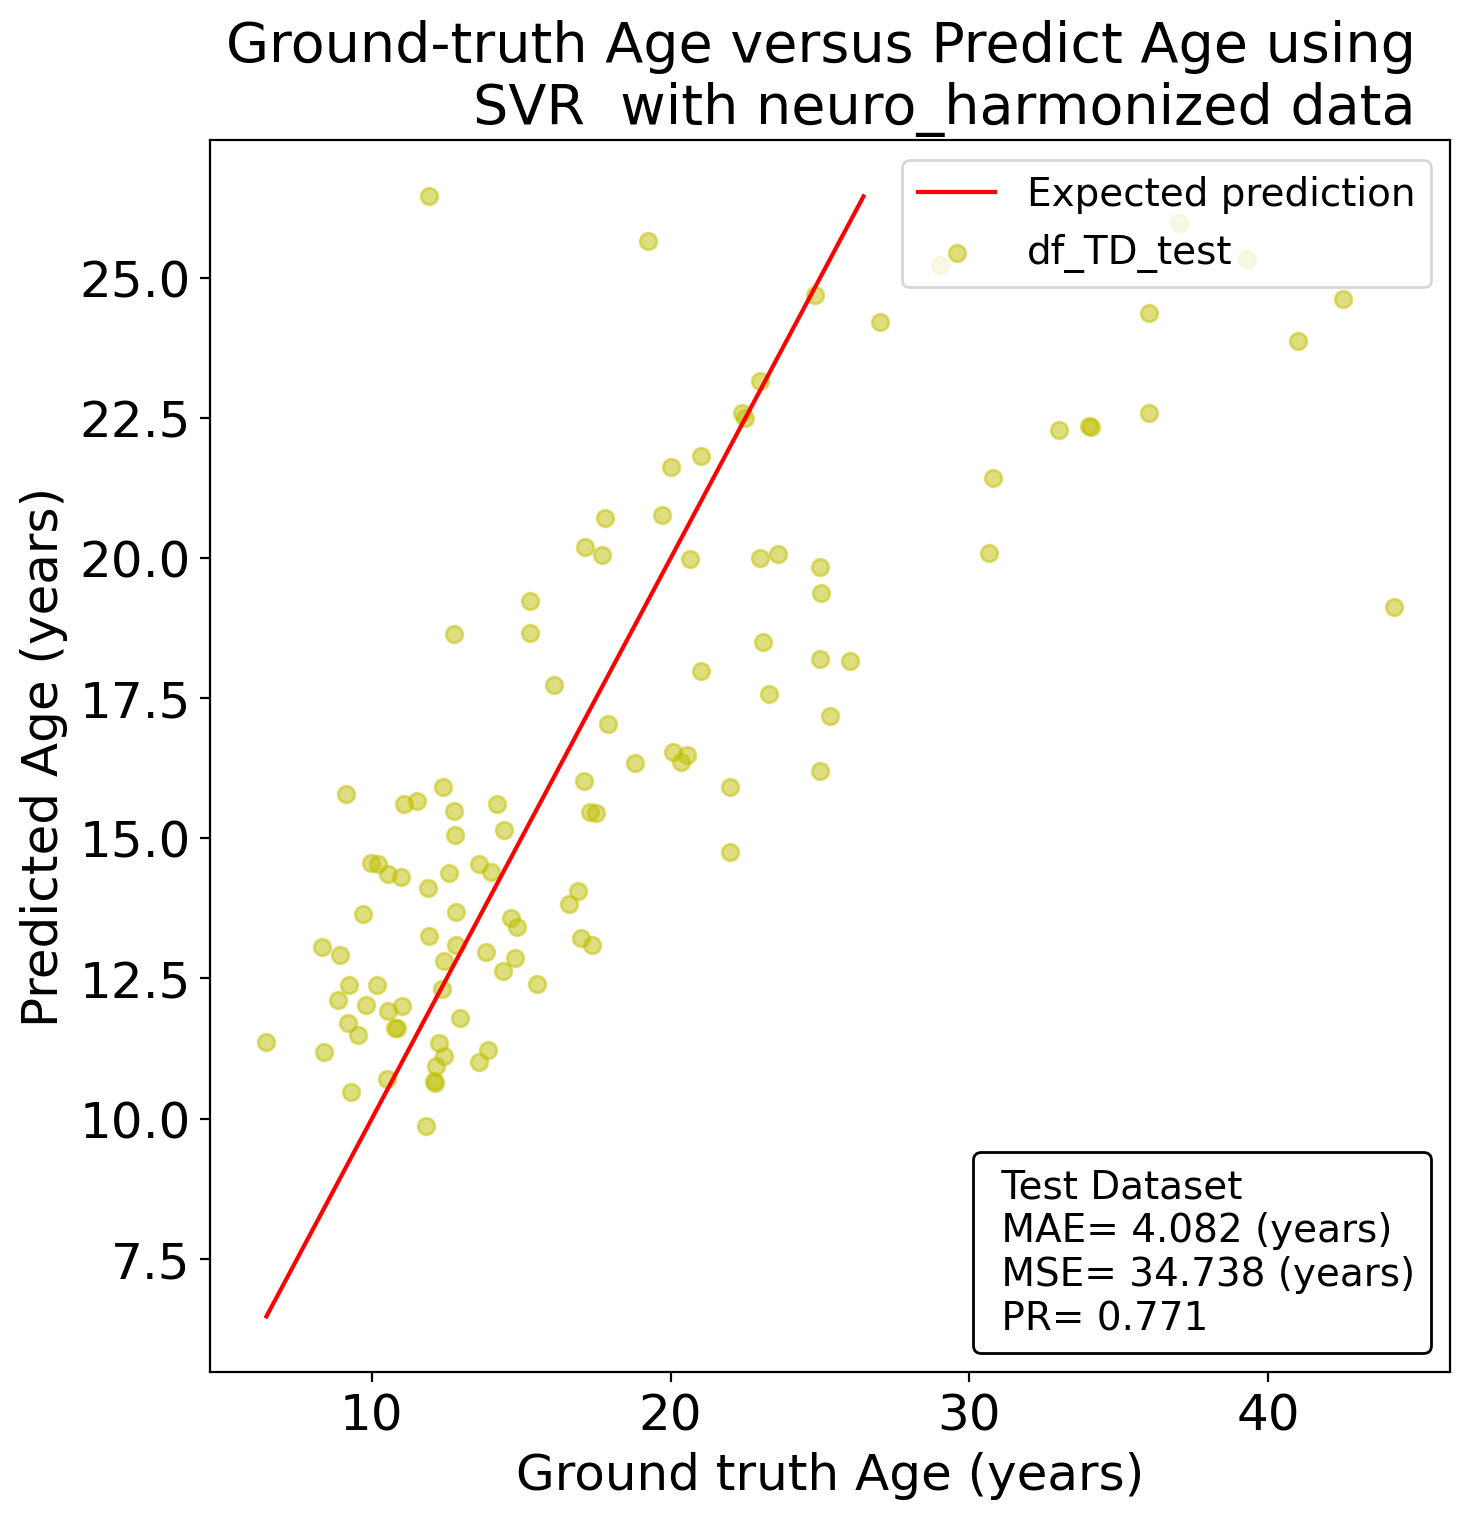 Ground-truth Age versus Predict Age using
SVR  with neuro_harmonized data
Expected prediction
df_TD_test
25.0
22.5
20.0
17.5
15.0
12.5
10.0
7.5
Predicted Age (years)
Test Dataset
MAE= 4.082 (years)
MSE= 34.738 (years)
PR= 0.771
10 20 30 40
Ground truth Age (years)